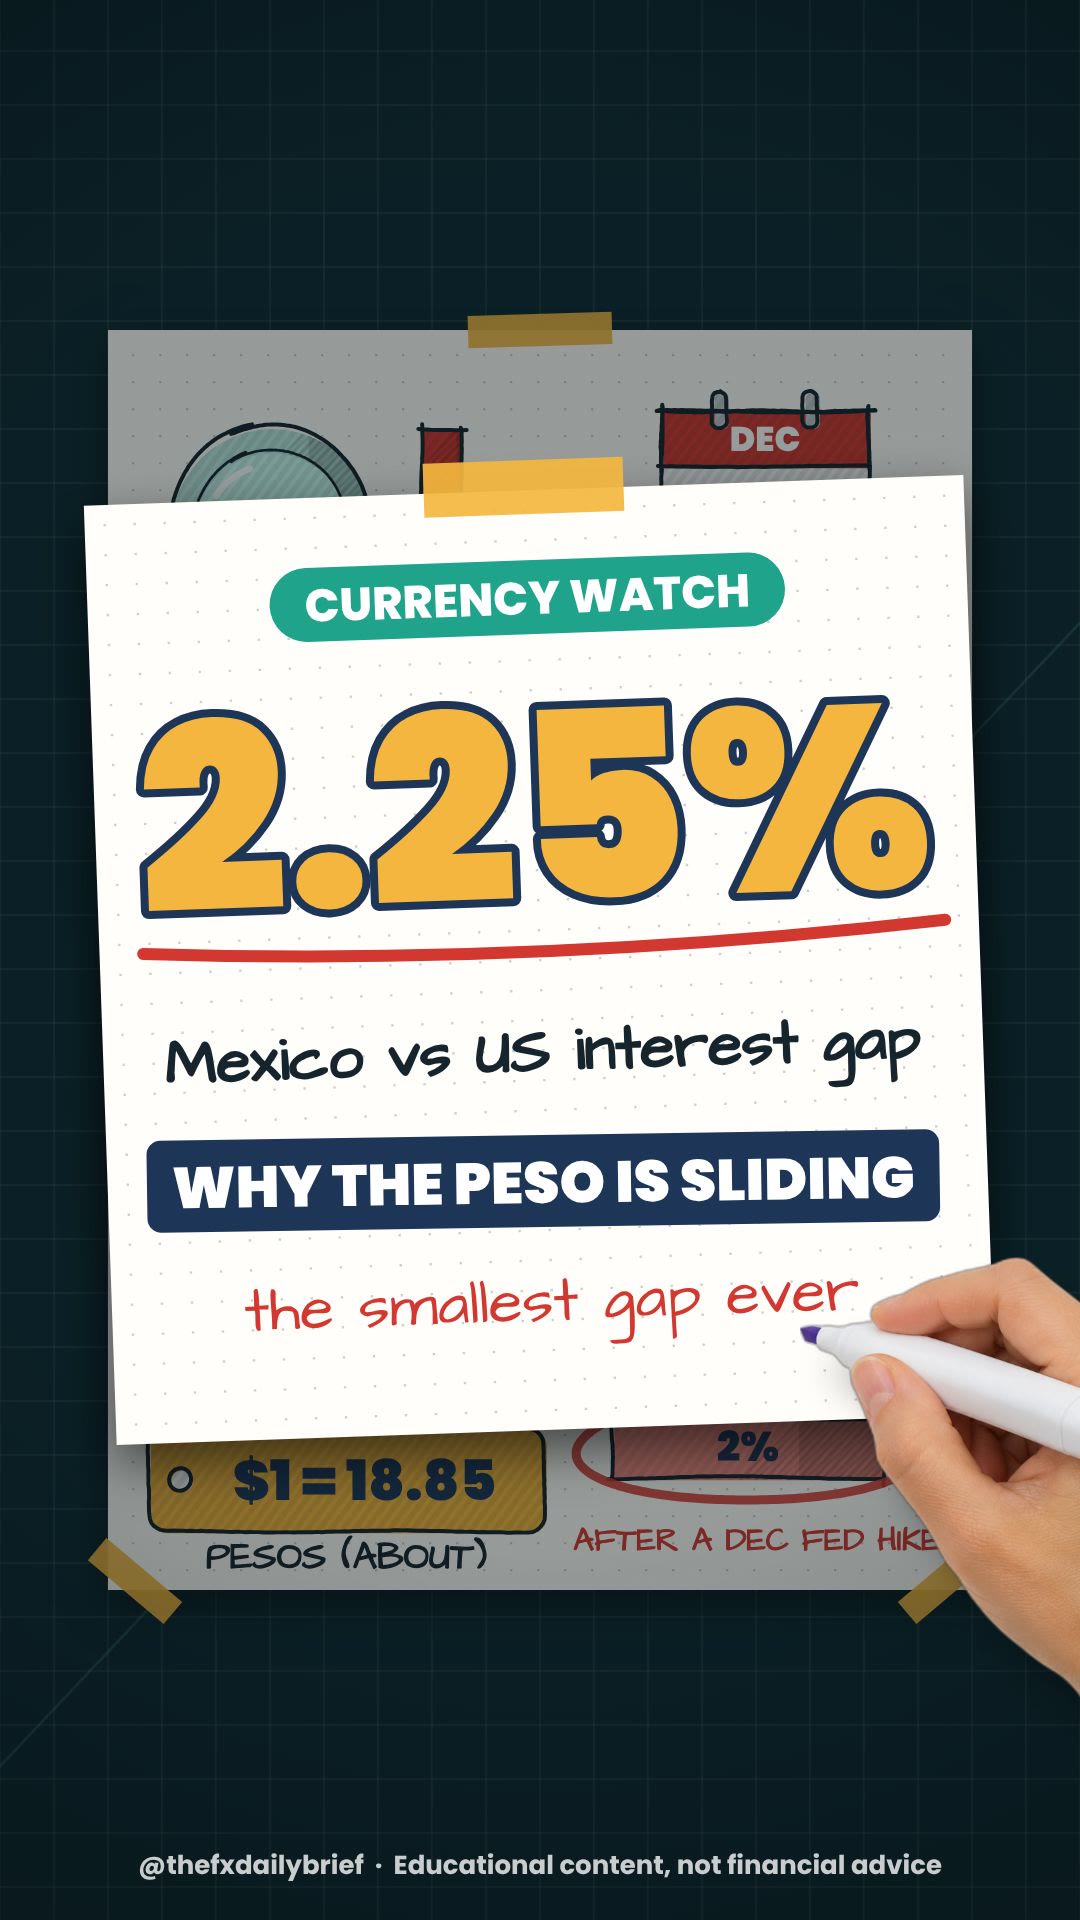 DEC
CURRENCY WATCH
2.25%
Mexico vs US interest gap
WHY THE PESO IS SLIDING
the smallest gap ever
2%
$1 = 18.85
PESOS (ABOUT)
AFTER A DEC FED HIKE
@thefxdailybrief · Educational content, not financial advice